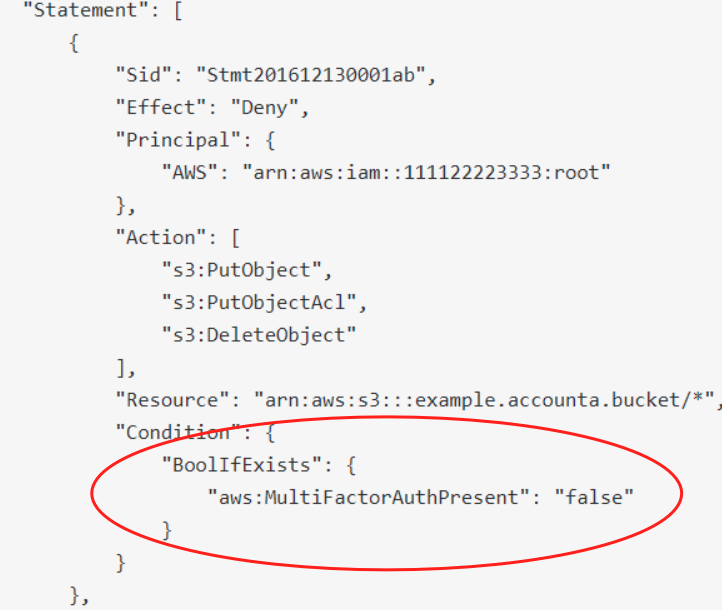 "Statement": [
{
"Sid": "Stmt201612130001ab",
"Effect": "Deny",
"Principal": {
"AWS": "arn:aws:iam::111122223333:root"
},
"Action": [
"s3:PutObject",
"s3:PutObjectAcl",
"s3:DeleteObject"
],
"Resource": "arn:aws:s3:::example.accounta.bucket/*",
"Condition": {
"BoolIfExists": {
"aws:MultiFactorAuthPresent": "false"
}
}
},